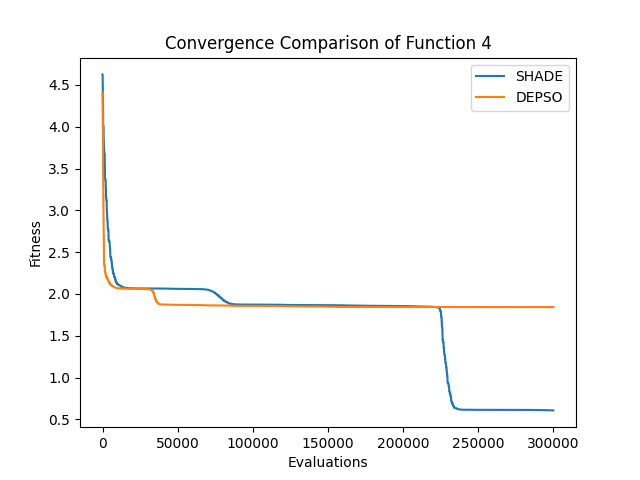 Convergence Comparison of Function 4
SHADE
DEPSO
Fitness
4.5
4.0
3.5
3.0
2.5
2.0
1.5
1.0
0.5
0 50000 100000 150000 200000 250000 300000
Evaluations